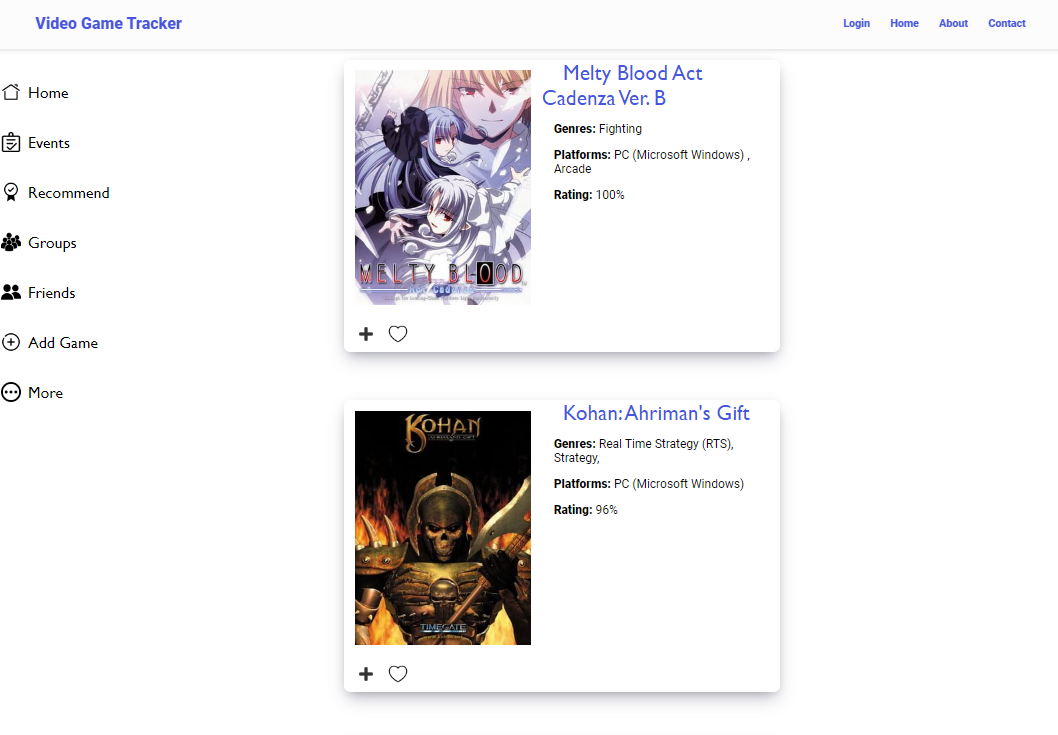 Video Game Tracker
Login Home About Contact
Home
Events
Recommend
Groups
Friends
Add Game
More
Melty Blood Act
Cadenza Ver. B
Genres: Fighting
Platforms: PC (Microsoft Windows) ,
Arcade
Rating: 100%
MELTY BLOOD
Kohan: Ahriman's Gift
Genres: Real Time Strategy (RTS),
Strategy,
Platforms: PC (Microsoft Windows)
Rating: 96%
KOHAN
AHRIMAN'S GIFT
TIMEGATE